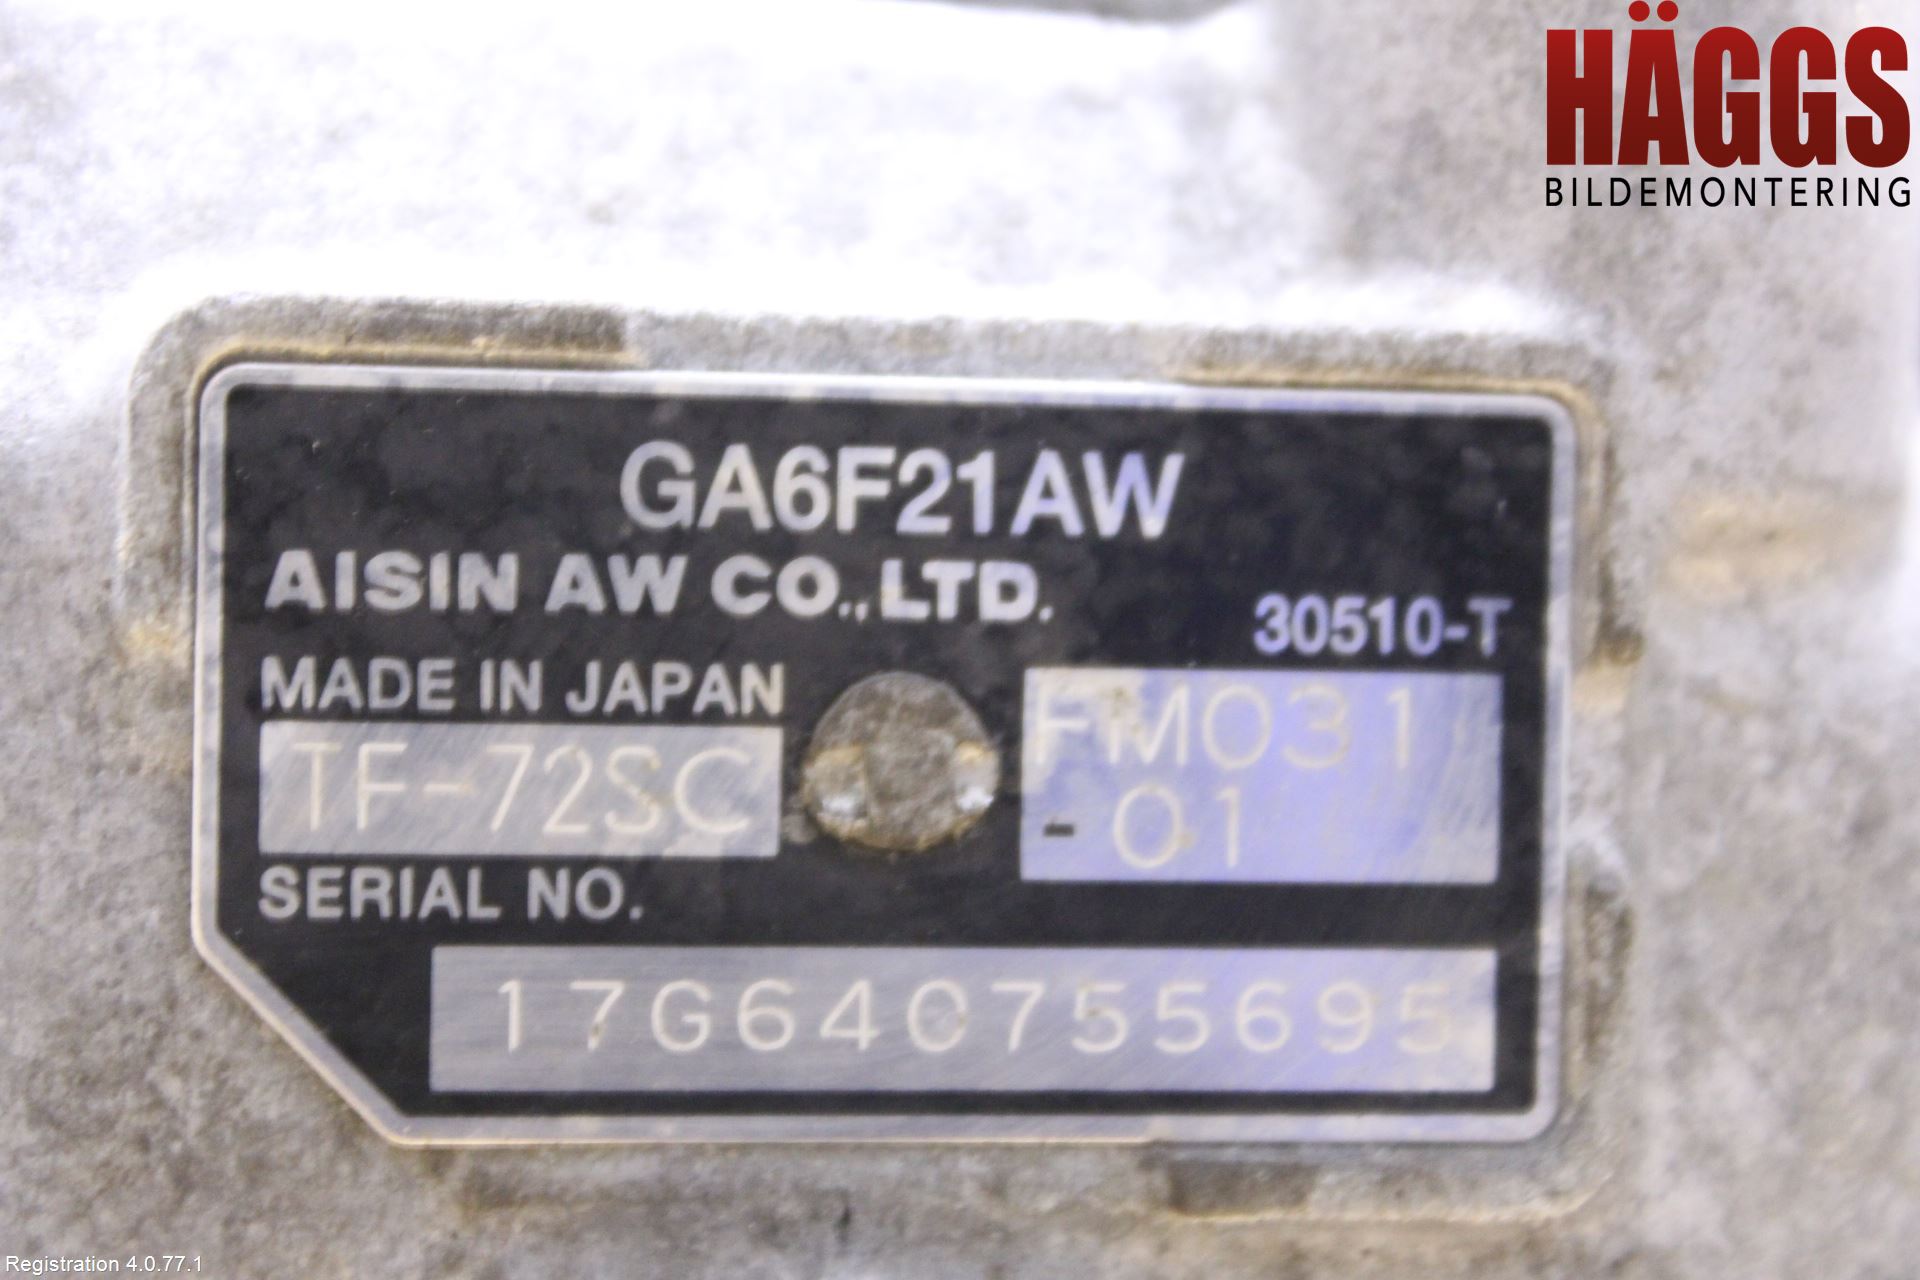 HÄGGS
BILDEMONTERING
GA6F21AW
AISIN AW CO.,LTD.
30510-T
MADE IN JAPAN
TF-72SC
FM031
-01
SERIAL NO.
17G640755695
Registration 4.0.77.1